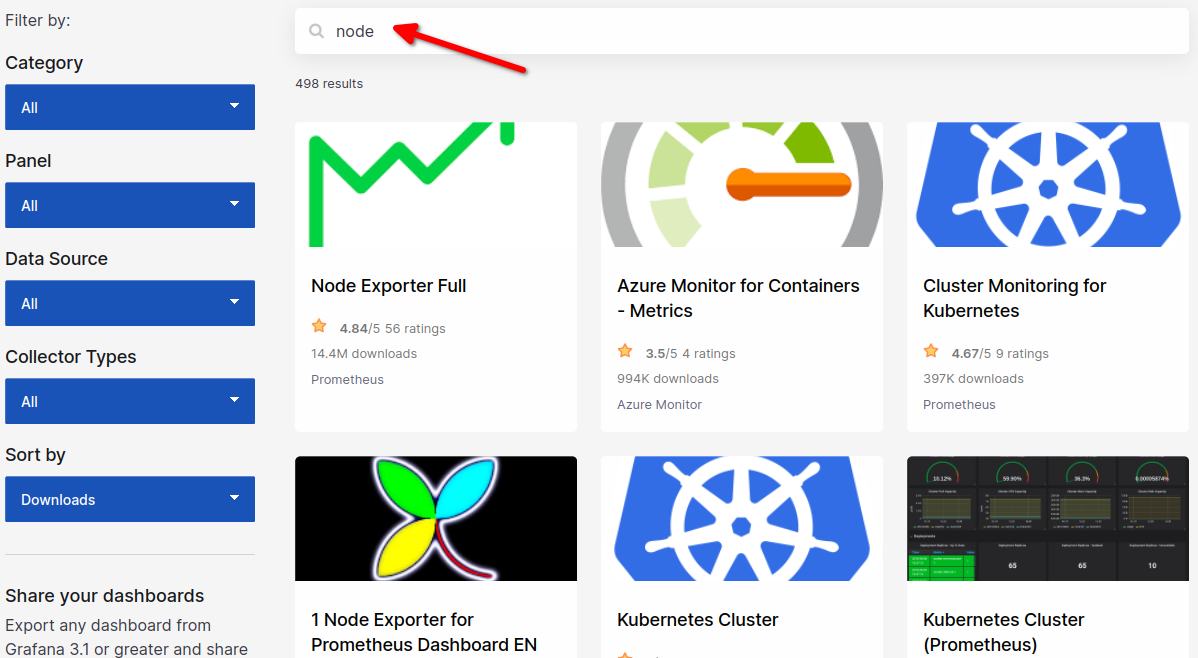 Filter by:
Category
All
Panel
All
Data Source
All
Collector Types
All
Sort by
Downloads
Share your dashboards
Export any dashboard from
Grafana 3.1 or greater and share
node
498 results
Node Exporter Full
4.84/5 56 ratings
14.4M downloads
Prometheus
Azure Monitor for Containers
- Metrics
3.5/5 4 ratings
994K downloads
Azure Monitor
Cluster Monitoring for
Kubernetes
4.67/5 9 ratings
397K downloads
Prometheus
1 Node Exporter for
Prometheus Dashboard EN
Kubernetes Cluster
59.90%
36.3%
65
65
10
Kubernetes Cluster
(Prometheus)